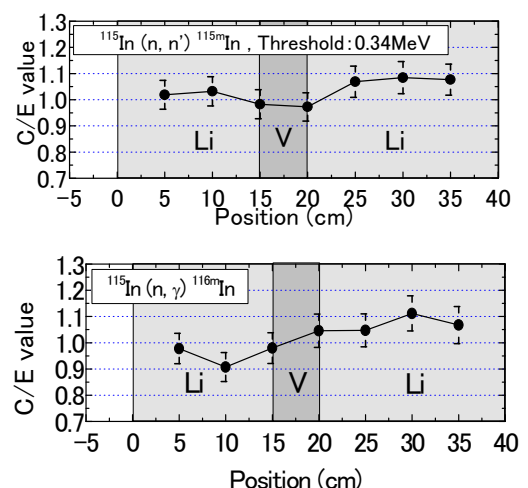 ¹¹⁵In (n, n') ¹¹⁵ᵐIn , Threshold : 0.34MeV
C/E value
1.3
1.2
1.1
1.0
0.9
0.8
0.7
Li
V
Li
-5 0 5 10 15 20 25 30 35 40
Position (cm)
¹¹⁵In (n, γ) ¹¹⁶ᵐIn
C/E value
1.3
1.2
1.1
1.0
0.9
0.8
0.7
Li
V
Li
-5 0 5 10 15 20 25 30 35 40
Position (cm)